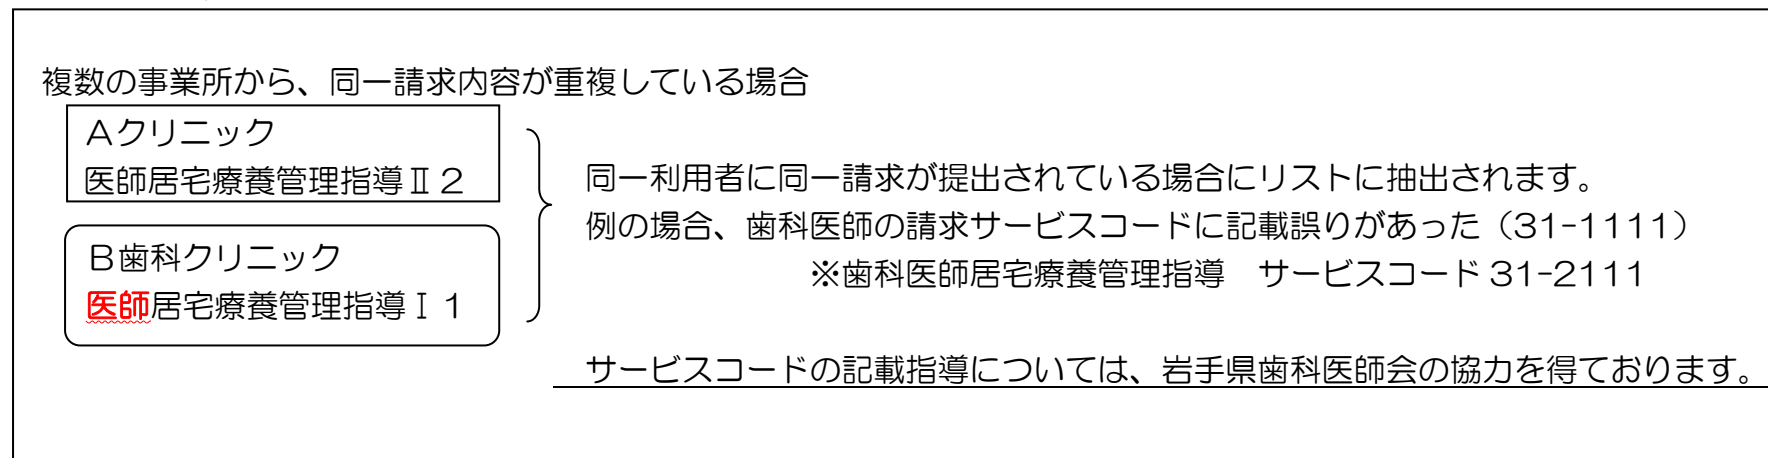 複数の事業所から、同一請求内容が重複している場合
Aクリニック
医師居宅療養管理指導Ⅱ2
B歯科クリニック
医師居宅療養管理指導Ⅰ1
同一利用者に同一請求が提出されている場合にリストに抽出されます。
例の場合、歯科医師の請求サービスコードに記載誤りがあった（31-1111）
※歯科医師居宅療養管理指導　サービスコード 31-2111
サービスコードの記載指導については、岩手県歯科医師会の協力を得ております。